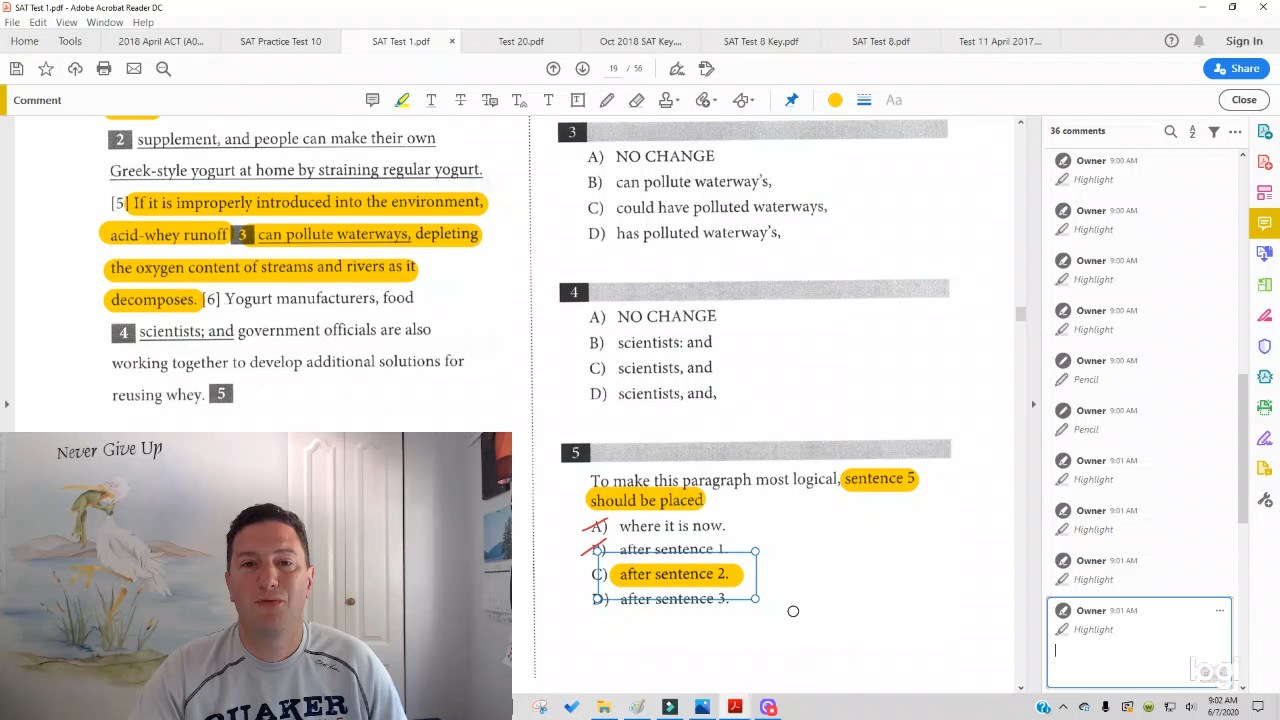 SAT Test 1.pdf - Adobe Acrobat Reader DC
File Edit View Window Help
Home Tools 2018 April ACT (A0... SAT Practice Test 10 SAT Test 1.pdf × Test 20.pdf Oct 2018 SAT Key.... SAT Test 8 Key.pdf SAT Test 8.pdf Test 11 April 2017.... Sign In
19 / 56 Share
Comment Aa Close
2 supplement, and people can make their own
Greek-style yogurt at home by straining regular yogurt.
[5] If it is improperly introduced into the environment,
acid-whey runoff 3 can pollute waterways, depleting
the oxygen content of streams and rivers as it
decomposes. [6] Yogurt manufacturers, food
4 scientists; and government officials are also
working together to develop additional solutions for
reusing whey. 5
3
A) NO CHANGE
B) can pollute waterway's,
C) could have polluted waterways,
D) has polluted waterway's,
4
A) NO CHANGE
B) scientists: and
C) scientists, and
D) scientists, and,
5
To make this paragraph most logical, sentence 5
should be placed
A) where it is now.
B) after sentence 1.
C) after sentence 2.
D) after sentence 3.
36 comments
Owner 9:00 AM
Highlight
Owner 9:00 AM
Highlight
Owner 9:00 AM
Highlight
Owner 9:00 AM
Highlight
Owner 9:00 AM
Pencil
Owner 9:00 AM
Pencil
Owner 9:01 AM
Highlight
Owner 9:01 AM
Highlight
Owner 9:01 AM
Highlight
Owner 9:01 AM
Highlight
Never Give Up
QUAKER
9:02 AM
6/7/2020